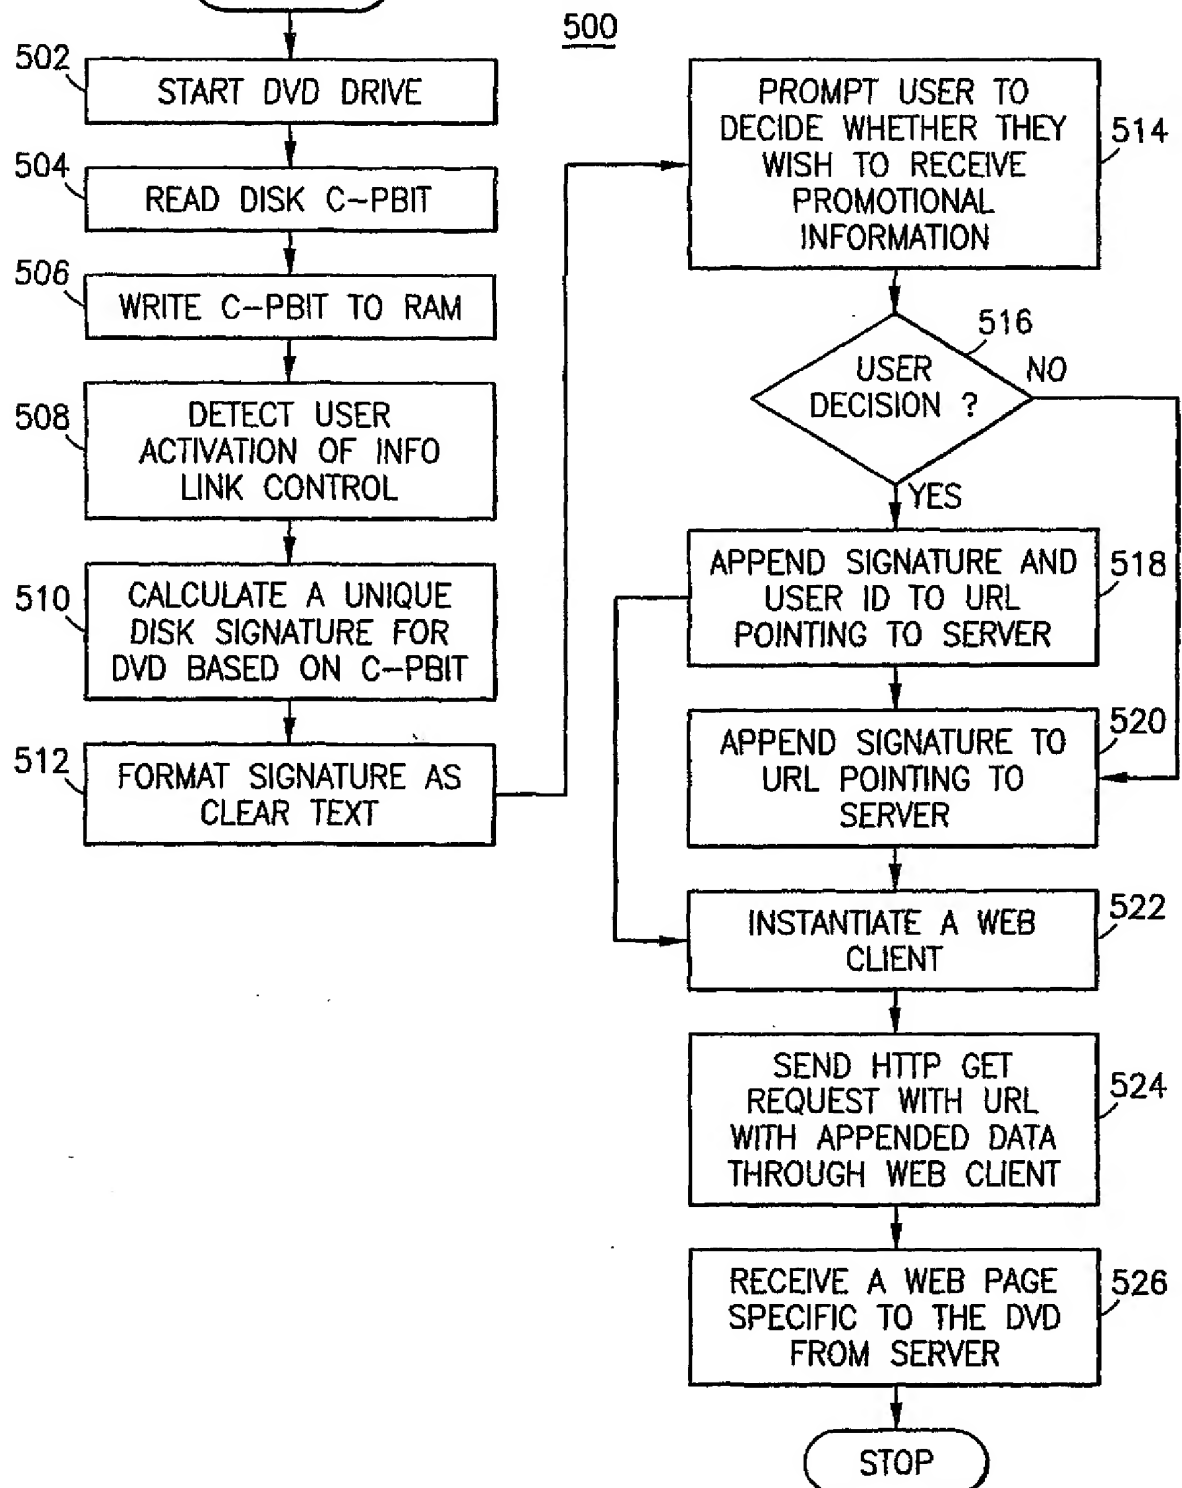 500
502
START DVD DRIVE
504
READ DISK C-PBIT
506
WRITE C-PBIT TO RAM
508
DETECT USER
ACTIVATION OF INFO
LINK CONTROL
510
CALCULATE A UNIQUE
DISK SIGNATURE FOR
DVD BASED ON C-PBIT
512
FORMAT SIGNATURE AS
CLEAR TEXT
PROMPT USER TO
DECIDE WHETHER THEY
WISH TO RECEIVE
PROMOTIONAL
INFORMATION
514
516
USER
DECISION ?
NO
YES
APPEND SIGNATURE AND
USER ID TO URL
POINTING TO SERVER
518
APPEND SIGNATURE TO
URL POINTING TO
SERVER
520
INSTANTIATE A WEB
CLIENT
522
SEND HTTP GET
REQUEST WITH URL
WITH APPENDED DATA
THROUGH WEB CLIENT
524
RECEIVE A WEB PAGE
SPECIFIC TO THE DVD
FROM SERVER
526
STOP